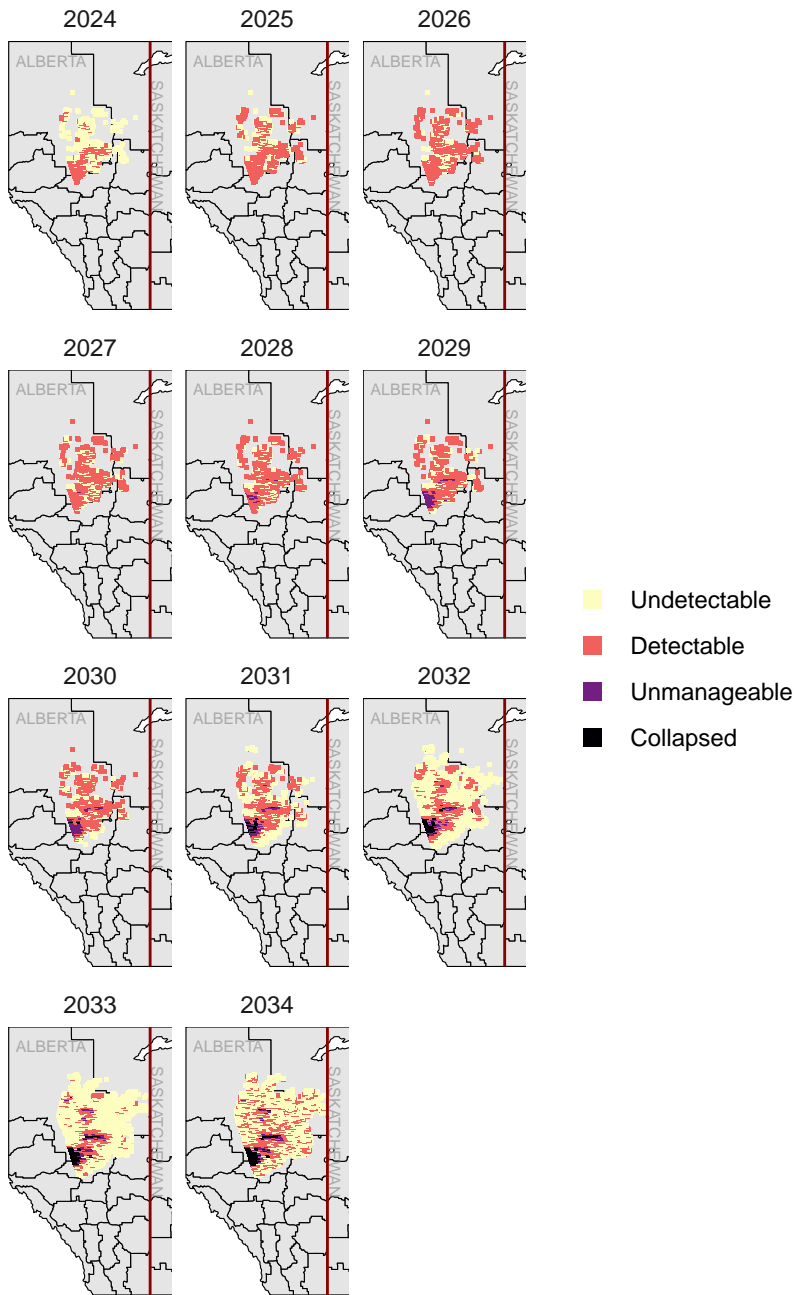 2024 2025 2026
ALBERTA ALBERTA ALBERTA
SASKATCHEWAN SASKATCHEWAN SASKATCHEWAN
2027 2028 2029
ALBERTA ALBERTA ALBERTA
SASKATCHEWAN SASKATCHEWAN SASKATCHEWAN
Undetectable
Detectable
Unmanageable
Collapsed
2030 2031 2032
ALBERTA ALBERTA ALBERTA
SASKATCHEWAN SASKATCHEWAN SASKATCHEWAN
2033 2034
ALBERTA ALBERTA
SASKATCHEWAN SASKATCHEWAN